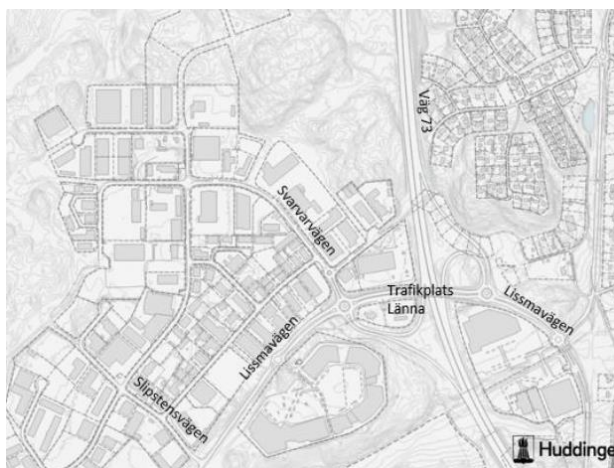 Väg 73
Svarvarvägen
Trafikplats
Länna
Lissmavägen
Lissmavägen
Slipstensvägen
Huddinge